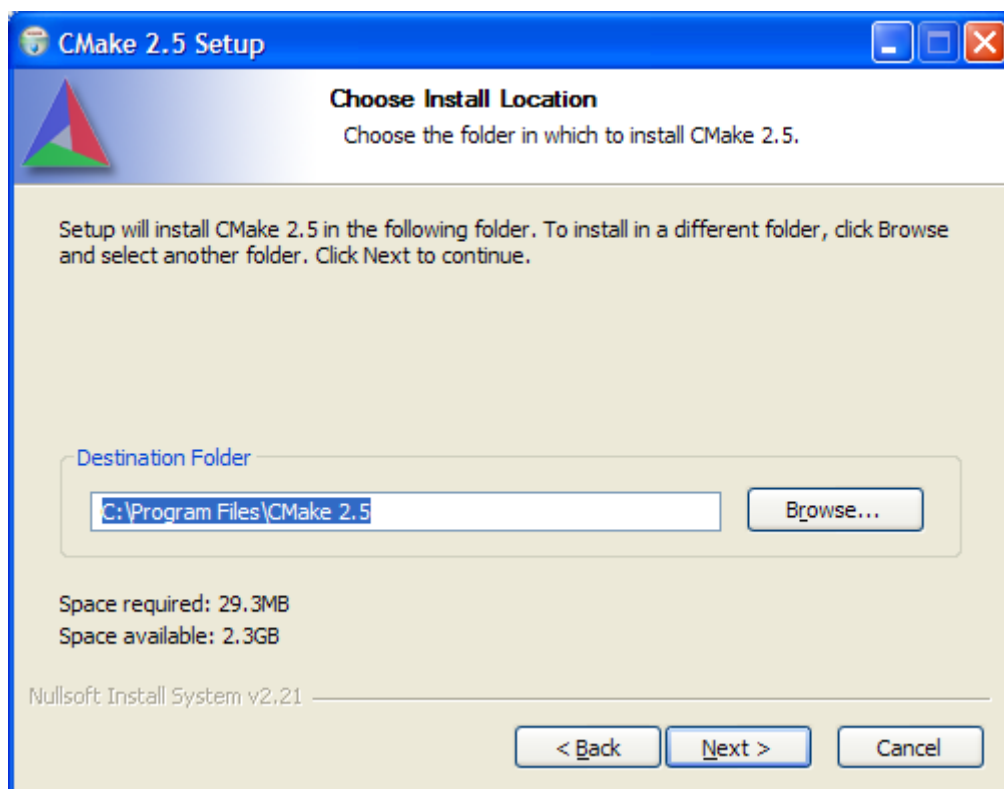 CMake 2.5 Setup
Choose Install Location
Choose the folder in which to install CMake 2.5.
Setup will install CMake 2.5 in the following folder. To install in a different folder, click Browse
and select another folder. Click Next to continue.
Destination Folder
C:\Program Files\CMake 2.5
Browse...
Space required: 29.3MB
Space available: 2.3GB
Nullsoft Install System v2.21
< Back
Next >
Cancel